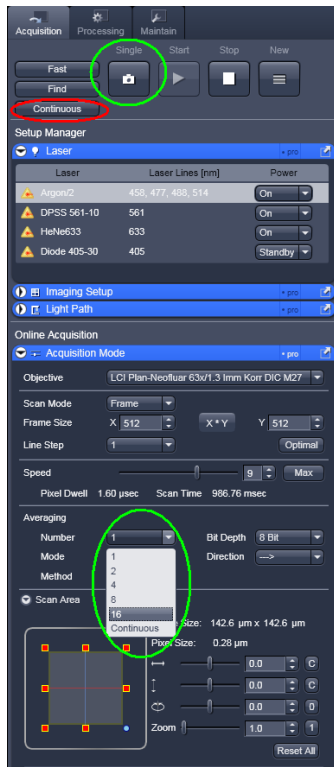 Acquisition Processing Maintain
Single Start Stop New
Fast
Find
Continuous
Setup Manager
Laser • pro
Laser Laser Lines [nm] Power
Argon/2 458, 477, 488, 514 On
DPSS 561-10 561 On
HeNe633 633 On
Diode 405-30 405 Standby
Imaging Setup • pro
Light Path • pro
Online Acquisition
Acquisition Mode • pro
Objective LCI Plan-Neofluar 63x/1.3 Imm Korr DIC M27
Scan Mode Frame
Frame Size X 512 X * Y Y 512
Line Step 1 Optimal
Speed 9 Max
Pixel Dwell 1.60 µsec Scan Time 986.76 msec
Averaging
Number 1 Bit Depth 8 Bit
Mode 1 Direction --->
2
Method 4
8
Scan Area
16 Size: 142.6 µm x 142.6 µm
Continuous
Pixel Size: 0.28 µm
0.0 C
0.0 C
0.0 0
Zoom 1.0 1
Reset All